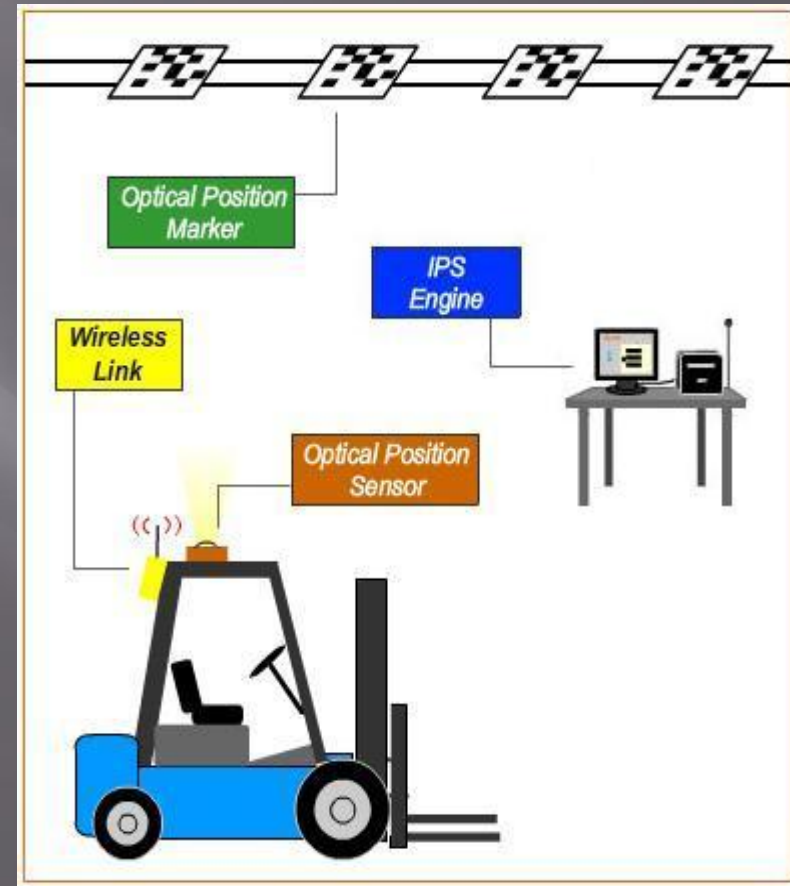 Optical Position
Marker
IPS
Engine
Wireless
Link
Optical Position
Sensor